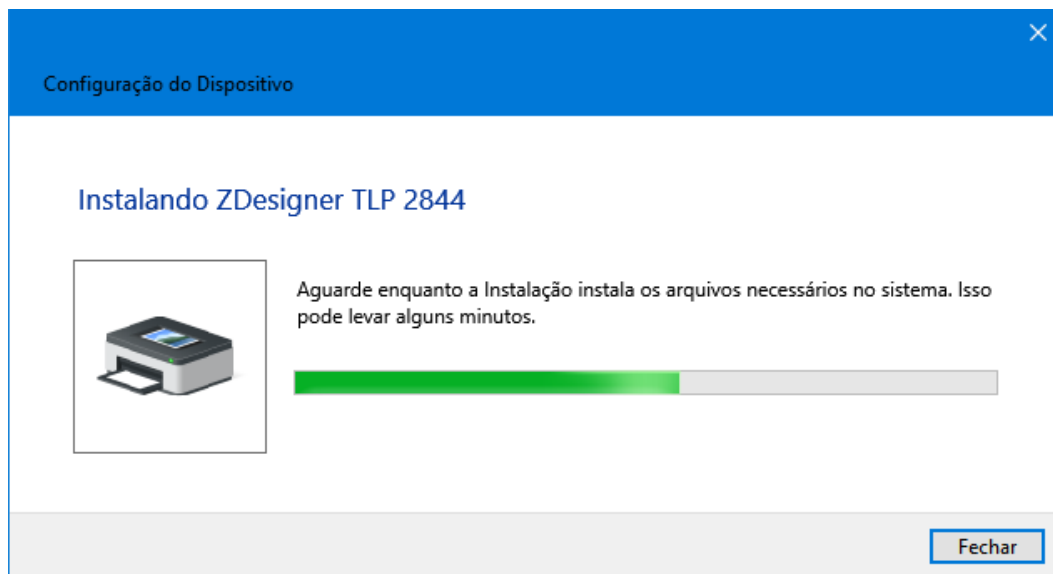 Configuração do Dispositivo
Instalando ZDesigner TLP 2844
Aguarde enquanto a Instalação instala os arquivos necessários no sistema. Isso
pode levar alguns minutos.
Fechar